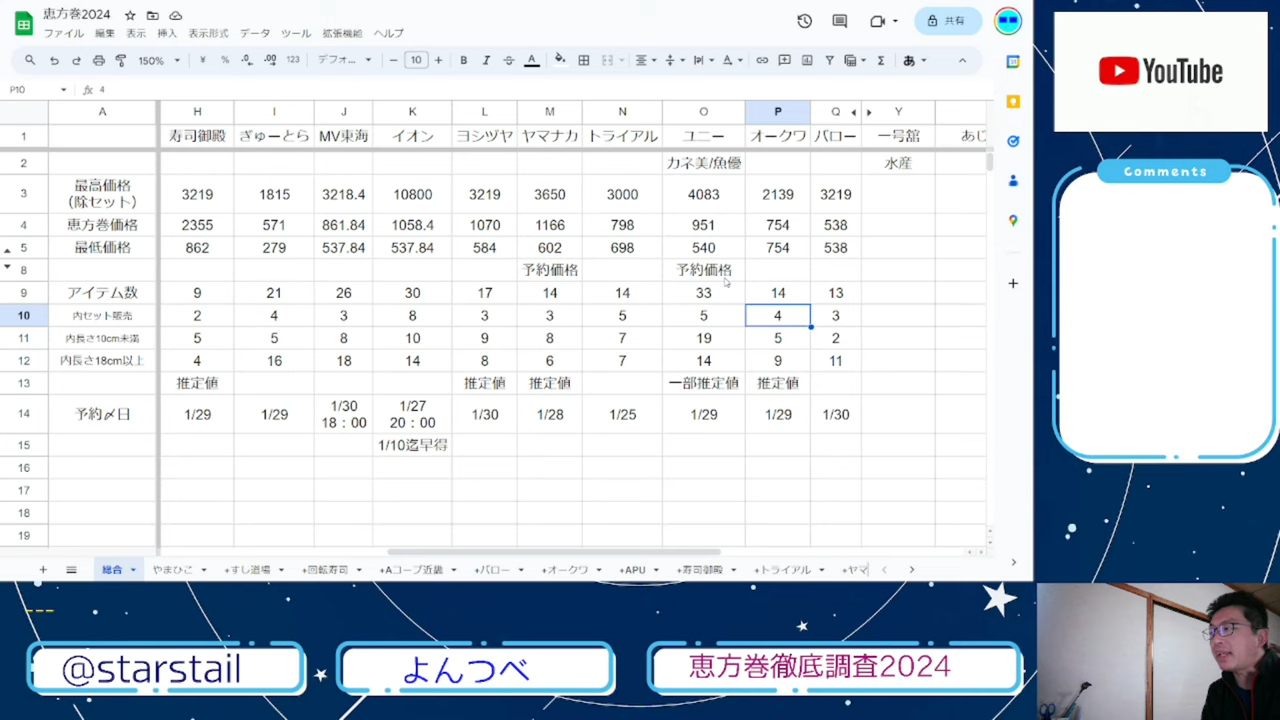 恵方巻2024
ファイル 編集 表示 挿入 表示形式 データ ツール 拡張機能 ヘルプ
共有
150% ¥ % .0 .00 123 デフォ... 10 B I A あ
P10 fx 4
A H I J K L M N O P Q Y
1 寿司御殿 ぎゅーとら MV東海 イオン ヨシヅヤ ヤマナカ トライアル ユニー オークワ バロー 一号舘 あじ
2 カネ美/魚優 水産
3 最高価格 (除セット) 3219 1815 3218.4 10800 3219 3650 3000 4083 2139 3219
4 恵方巻価格 2355 571 861.84 1058.4 1070 1166 798 951 754 538
5 最低価格 862 279 537.84 537.84 584 602 698 540 754 538
8 予約価格 予約価格
9 アイテム数 9 21 26 30 17 14 14 33 14 13
10 内セット販売 2 4 3 8 3 3 5 5 4 3
11 内長さ10cm未満 5 5 8 10 9 8 7 19 5 2
12 内長さ18cm以上 4 16 18 14 8 6 7 14 9 11
13 推定値 推定値 推定値 一部推定値 推定値
14 予約〆日 1/29 1/29 1/30 18：00 1/27 20：00 1/30 1/28 1/25 1/29 1/29 1/30
15 1/10迄早得
16
17
18
19
総合 やまひこ +すし道場 +回転寿司 +Aコープ近畿 +バロー +オークワ +APU +寿司御殿 +トライアル +ヤマ
YouTube
Comments
@starstail
よんつべ
恵方巻徹底調査2024